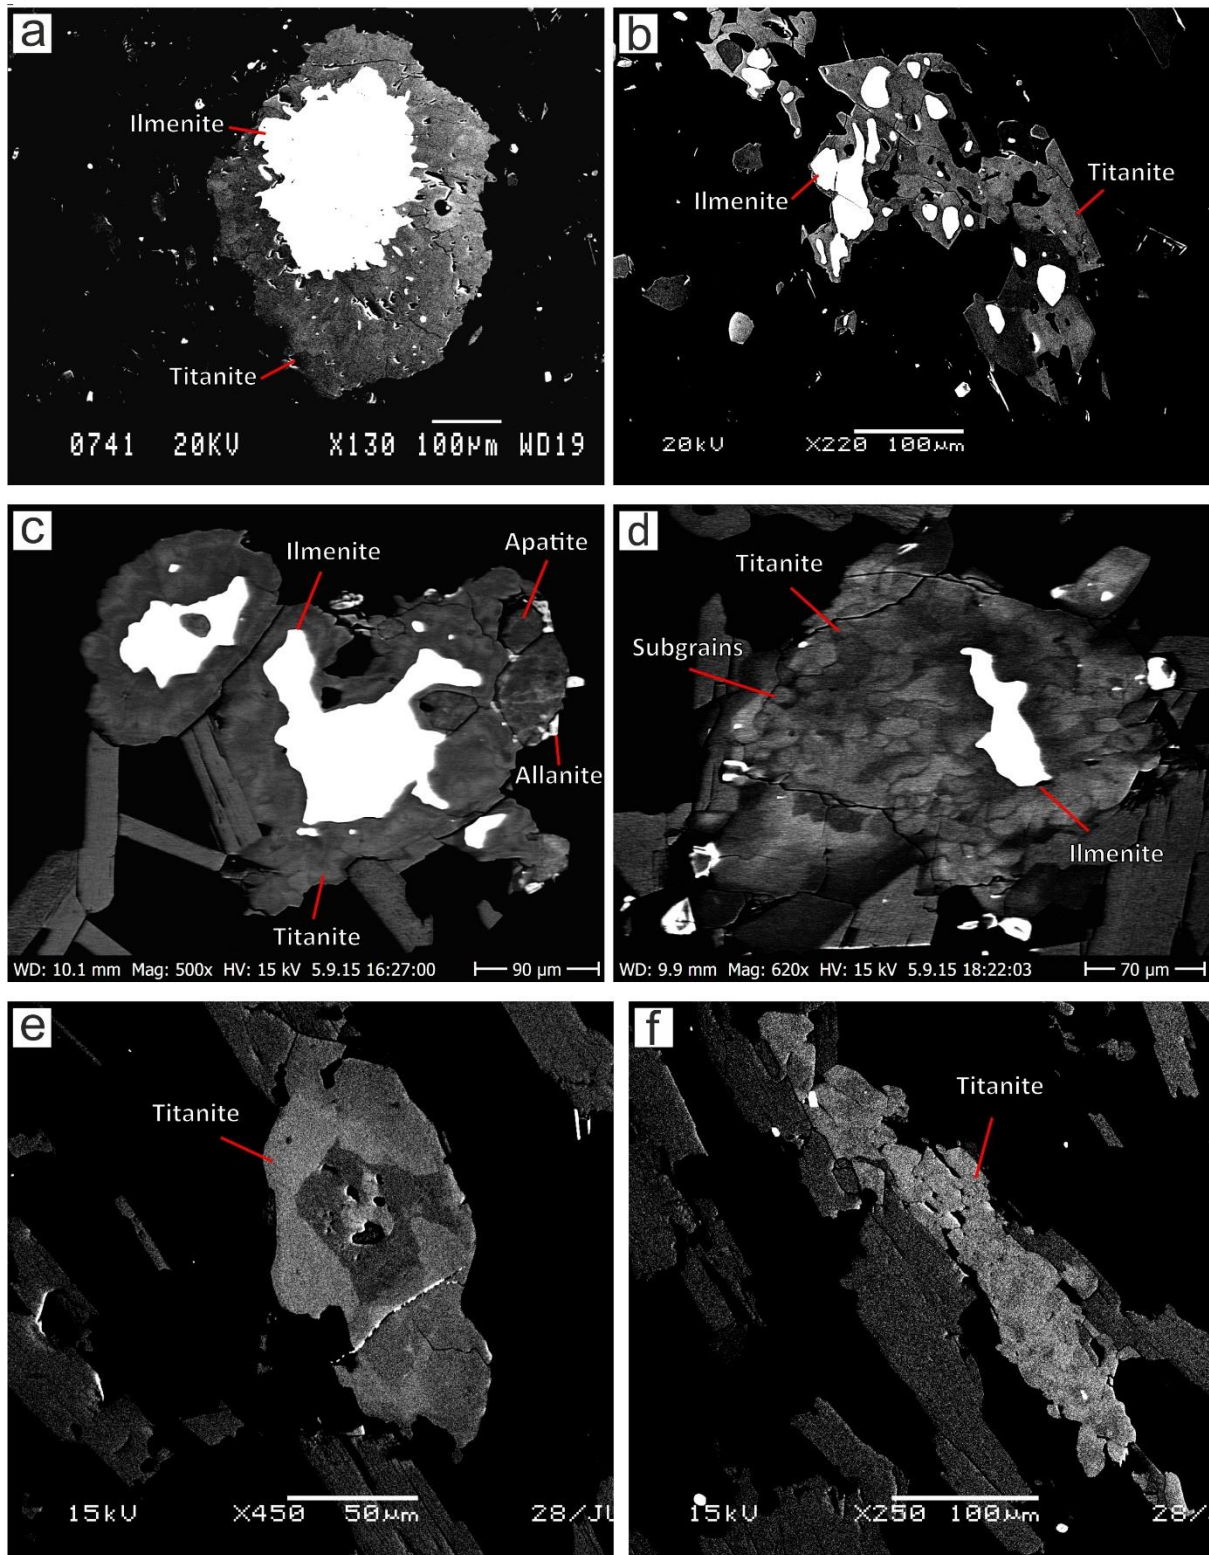 a
Ilmenite
Titanite
0741 20KV X130 100µm WD19
b
Ilmenite
Titanite
20kV X220 100µm
c
Ilmenite
Apatite
Allanite
Titanite
WD: 10.1 mm Mag: 500x HV: 15 kV 5.9.15 16:27:00 90 µm
d
Titanite
Subgrains
Ilmenite
WD: 9.9 mm Mag: 620x HV: 15 kV 5.9.15 18:22:03 70 µm
e
Titanite
15kV X450 50µm 28/JU
f
Titanite
15kV X250 100µm 28/